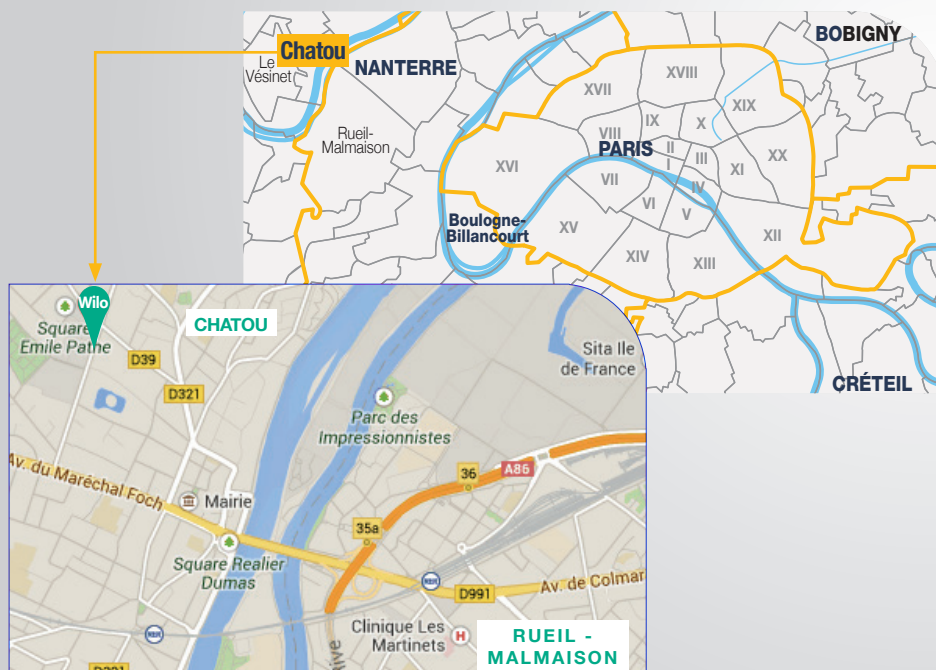 BOBIGNY
Chatou
Le
Vésinet
NANTERRE
XVIII
XVII
XIX
IX
X
VIII
Rueil-
Malmaison
II
PARIS
I
III
XI
XX
XVI
VII
IV
VI
V
Boulogne-
Billancourt
XV
XII
XIV
XIII
CRÉTEIL
Wilo
Square
Emile Pathe
CHATOU
D39
D321
Sita Ile
de France
Parc des
Impressionnistes
Av. du Maréchal Foch
36
A86
Mairie
35a
Square Realier
Dumas
RER
D991
Av. de Colmar
RER
Clinique Les
Martinets
H
RUEIL -
MALMAISON